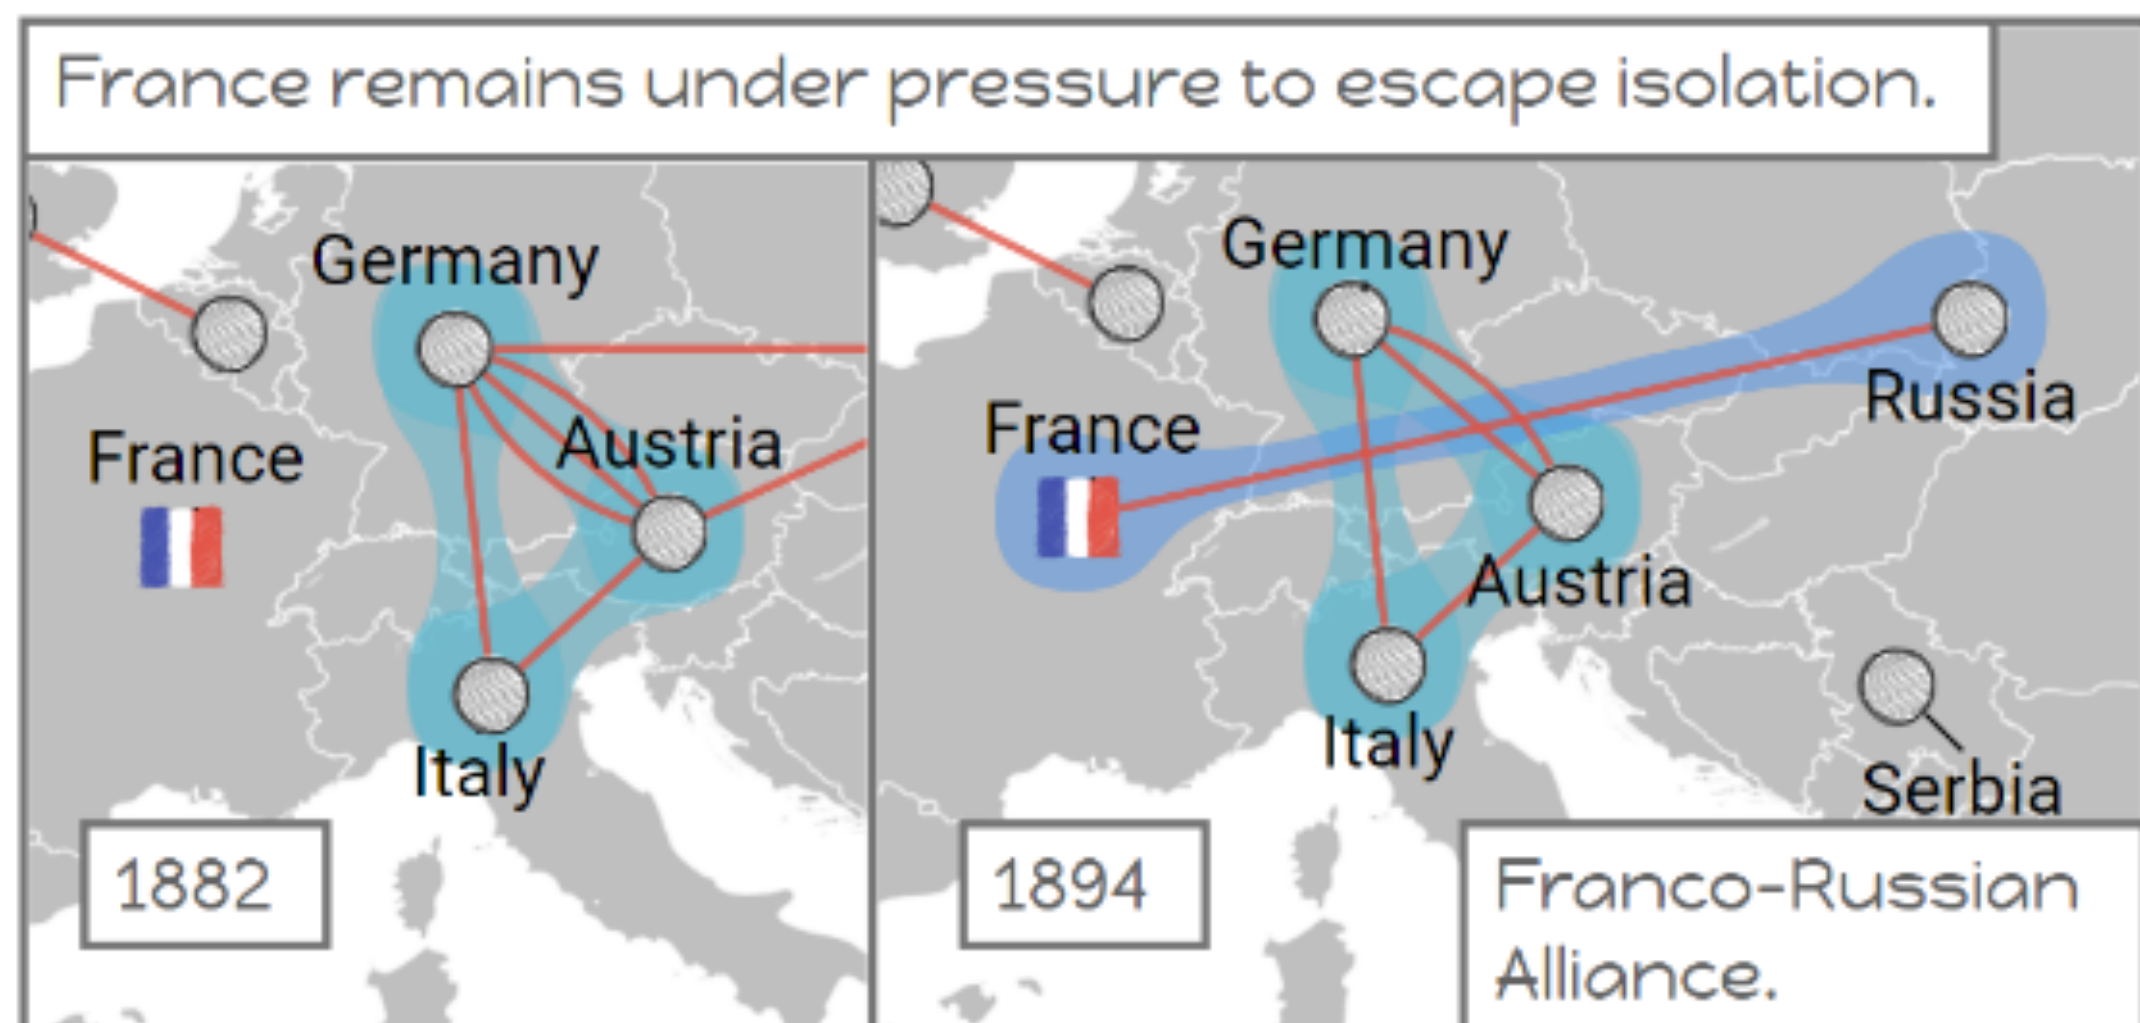 France remains under pressure to escape isolation.
Germany
Austria
France
Italy
1882
Germany
Russia
France
Austria
Italy
Serbia
1894
Franco-Russian
Alliance.